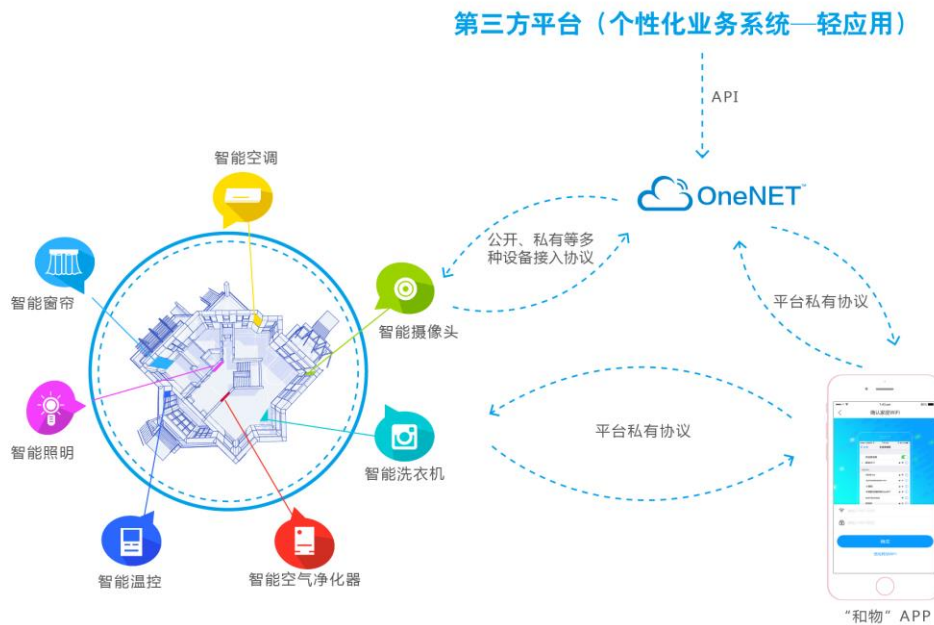 第三方平台（个性化业务系统—轻应用）
API
智能空调
OneNET™
公开、私有等多
种设备接入协议
智能窗帘
智能摄像头
平台私有协议
智能照明
平台私有协议
智能洗衣机
智能温控
智能空气净化器
“和物” APP